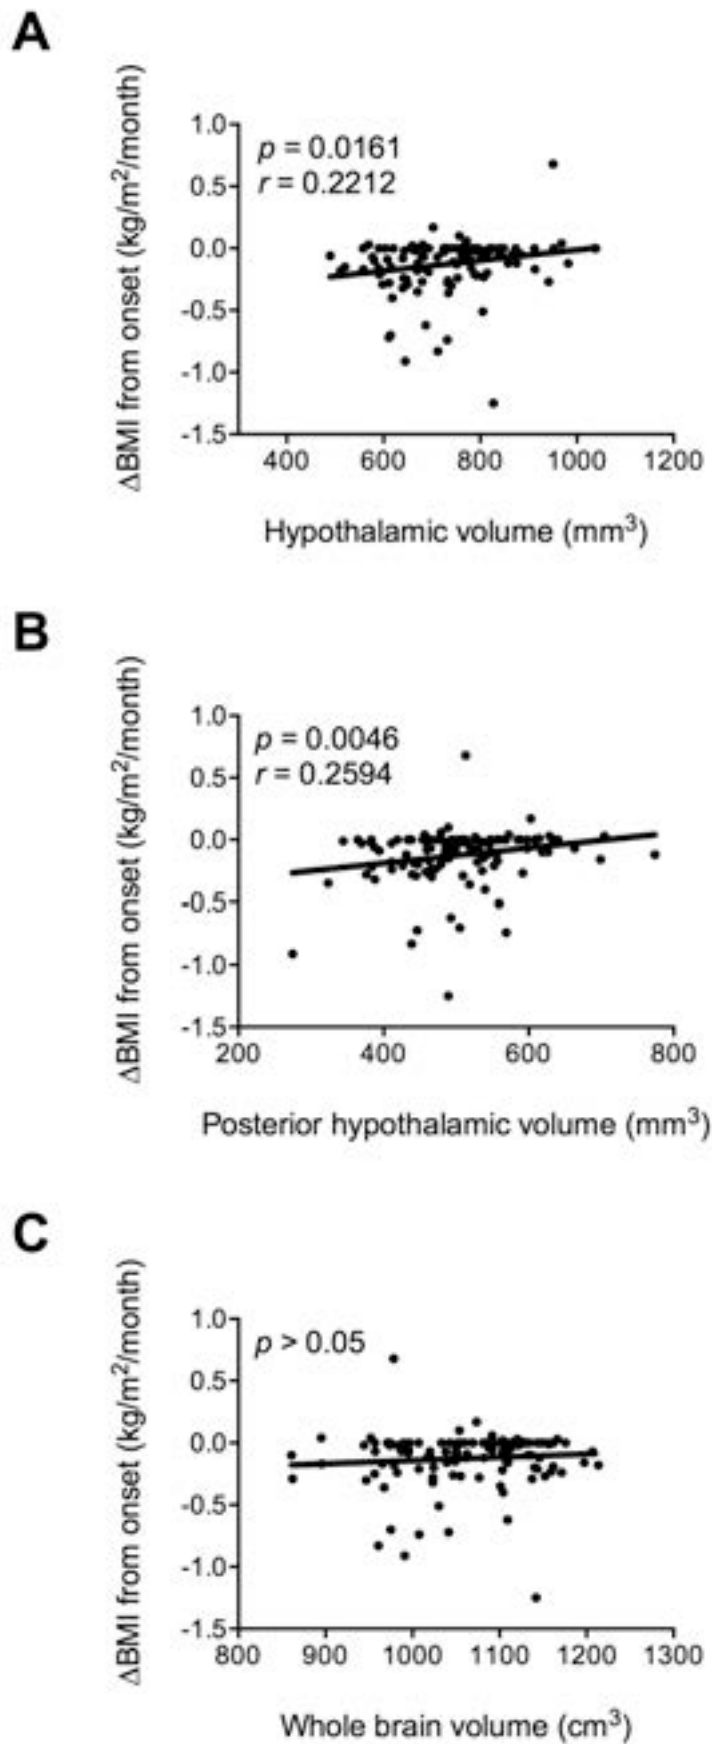 A
ΔBMI from onset (kg/m²/month)
1.0
0.5
0.0
-0.5
-1.0
-1.5
p = 0.0161
r = 0.2212
400 600 800 1000 1200
Hypothalamic volume (mm³)
B
ΔBMI from onset (kg/m²/month)
1.0
0.5
0.0
-0.5
-1.0
-1.5
p = 0.0046
r = 0.2594
200 400 600 800
Posterior hypothalamic volume (mm³)
C
ΔBMI from onset (kg/m²/month)
1.0
0.5
0.0
-0.5
-1.0
-1.5
p > 0.05
800 900 1000 1100 1200 1300
Whole brain volume (cm³)